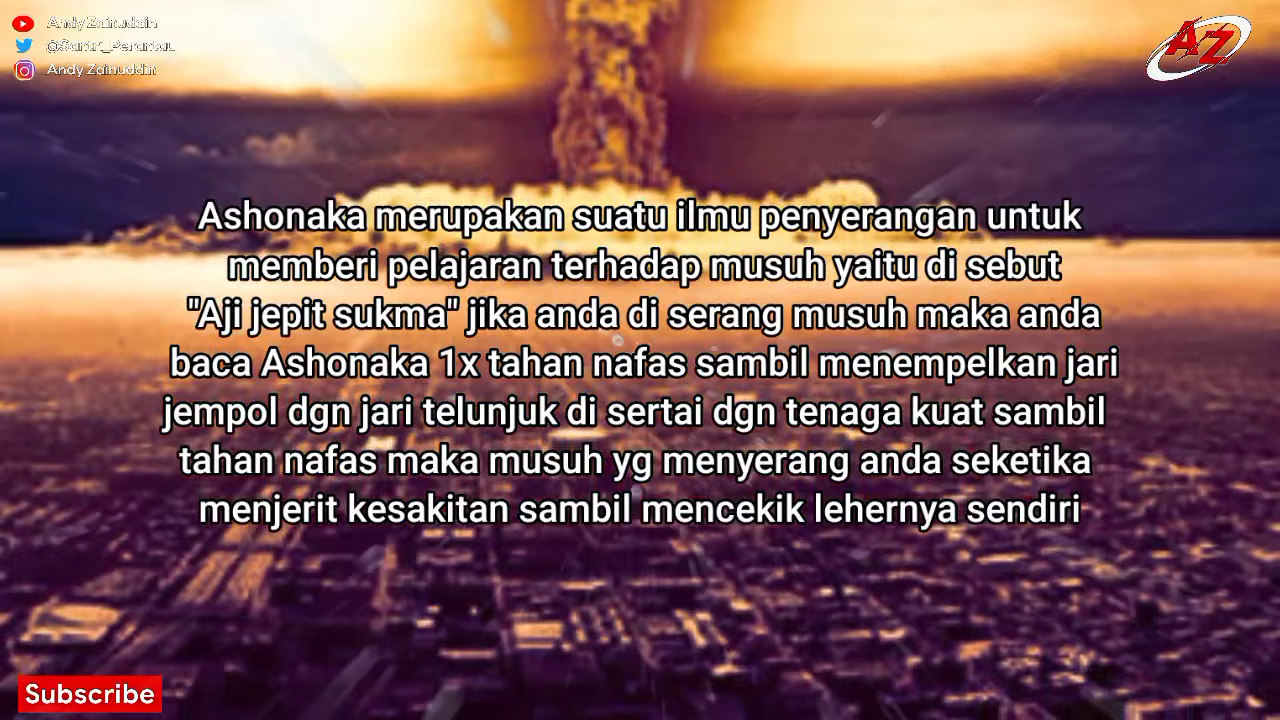 Andy Zainuddin
Andy Zainuddin
AZ
Ashonaka merupakan suatu ilmu penyerangan untuk
memberi pelajaran terhadap musuh yaitu di sebut
"Aji jepit sukma" jika anda di serang musuh maka anda
baca Ashonaka 1x tahan nafas sambil menempelkan jari
jempol dgn jari telunjuk di sertai dgn tenaga kuat sambil
tahan nafas maka musuh yg menyerang anda seketika
menjerit kesakitan sambil mencekik lehernya sendiri
Subscribe